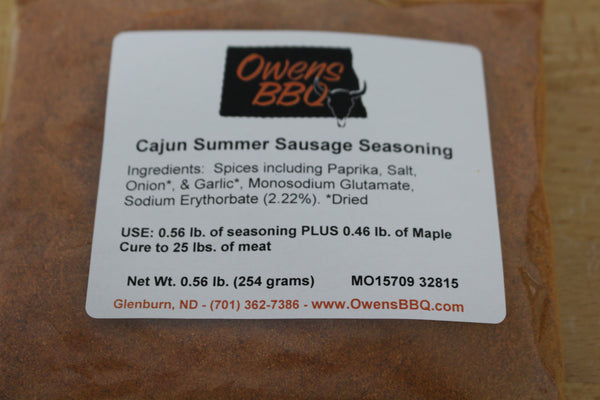 Owens
BBQ
Cajun Summer Sausage Seasoning
Ingredients: Spices including Paprika, Salt,
Onion*, & Garlic*, Monosodium Glutamate,
Sodium Erythorbate (2.22%). *Dried
USE: 0.56 lb. of seasoning PLUS 0.46 lb. of Maple
Cure to 25 lbs. of meat
Net Wt. 0.56 lb. (254 grams) MO15709 32815
Glenburn, ND - (701) 362-7386 - www.OwensBBQ.com